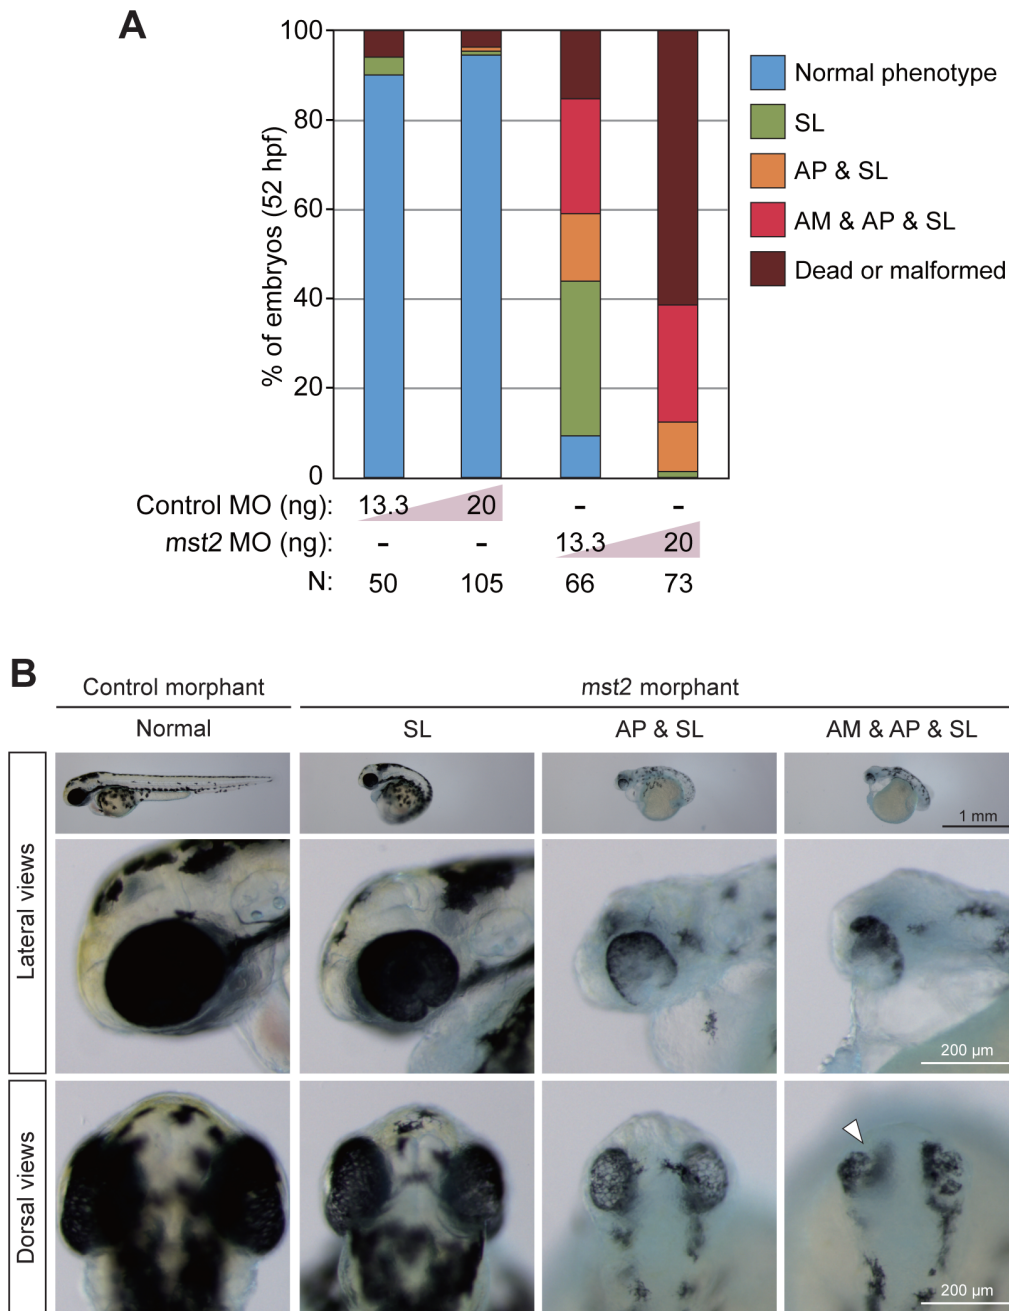 A
100
80
60
40
20
0
% of embryos (52 hpf)
Normal phenotype
SL
AP & SL
AM & AP & SL
Dead or malformed
Control MO (ng): 13.3 20 - -
mst2 MO (ng): - - 13.3 20
N: 50 105 66 73
B
Control morphant mst2 morphant
Normal SL AP & SL AM & AP & SL
Lateral views
1 mm
200 µm
Dorsal views
200 µm